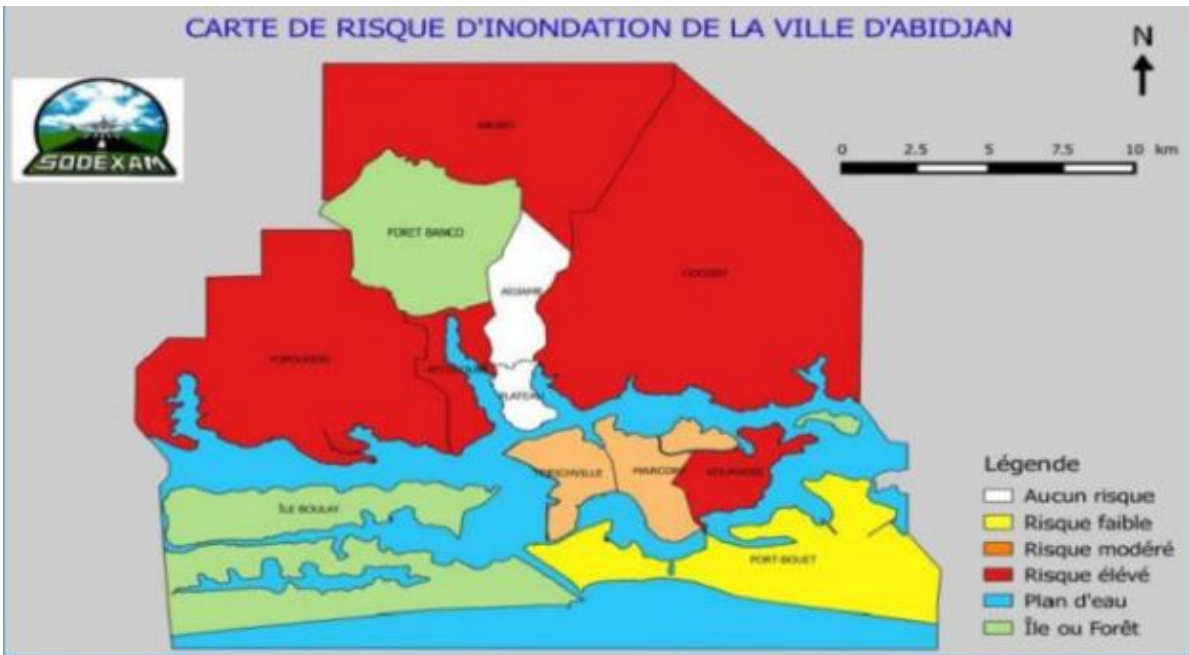 CARTE DE RISQUE D'INONDATION DE LA VILLE D'ABIDJAN
N
SODEXAM
0 2.5 5 7.5 10 km
FORET BANCO
ADJAME
COCODY
YOPOUGON
PLATEAU
TREICHVILLE
MARCORY
KOUMASSI
ÎLE BOULAY
PORT-BOUET
Légende
Aucun risque
Risque faible
Risque modéré
Risque élévé
Plan d'eau
Île ou Forêt